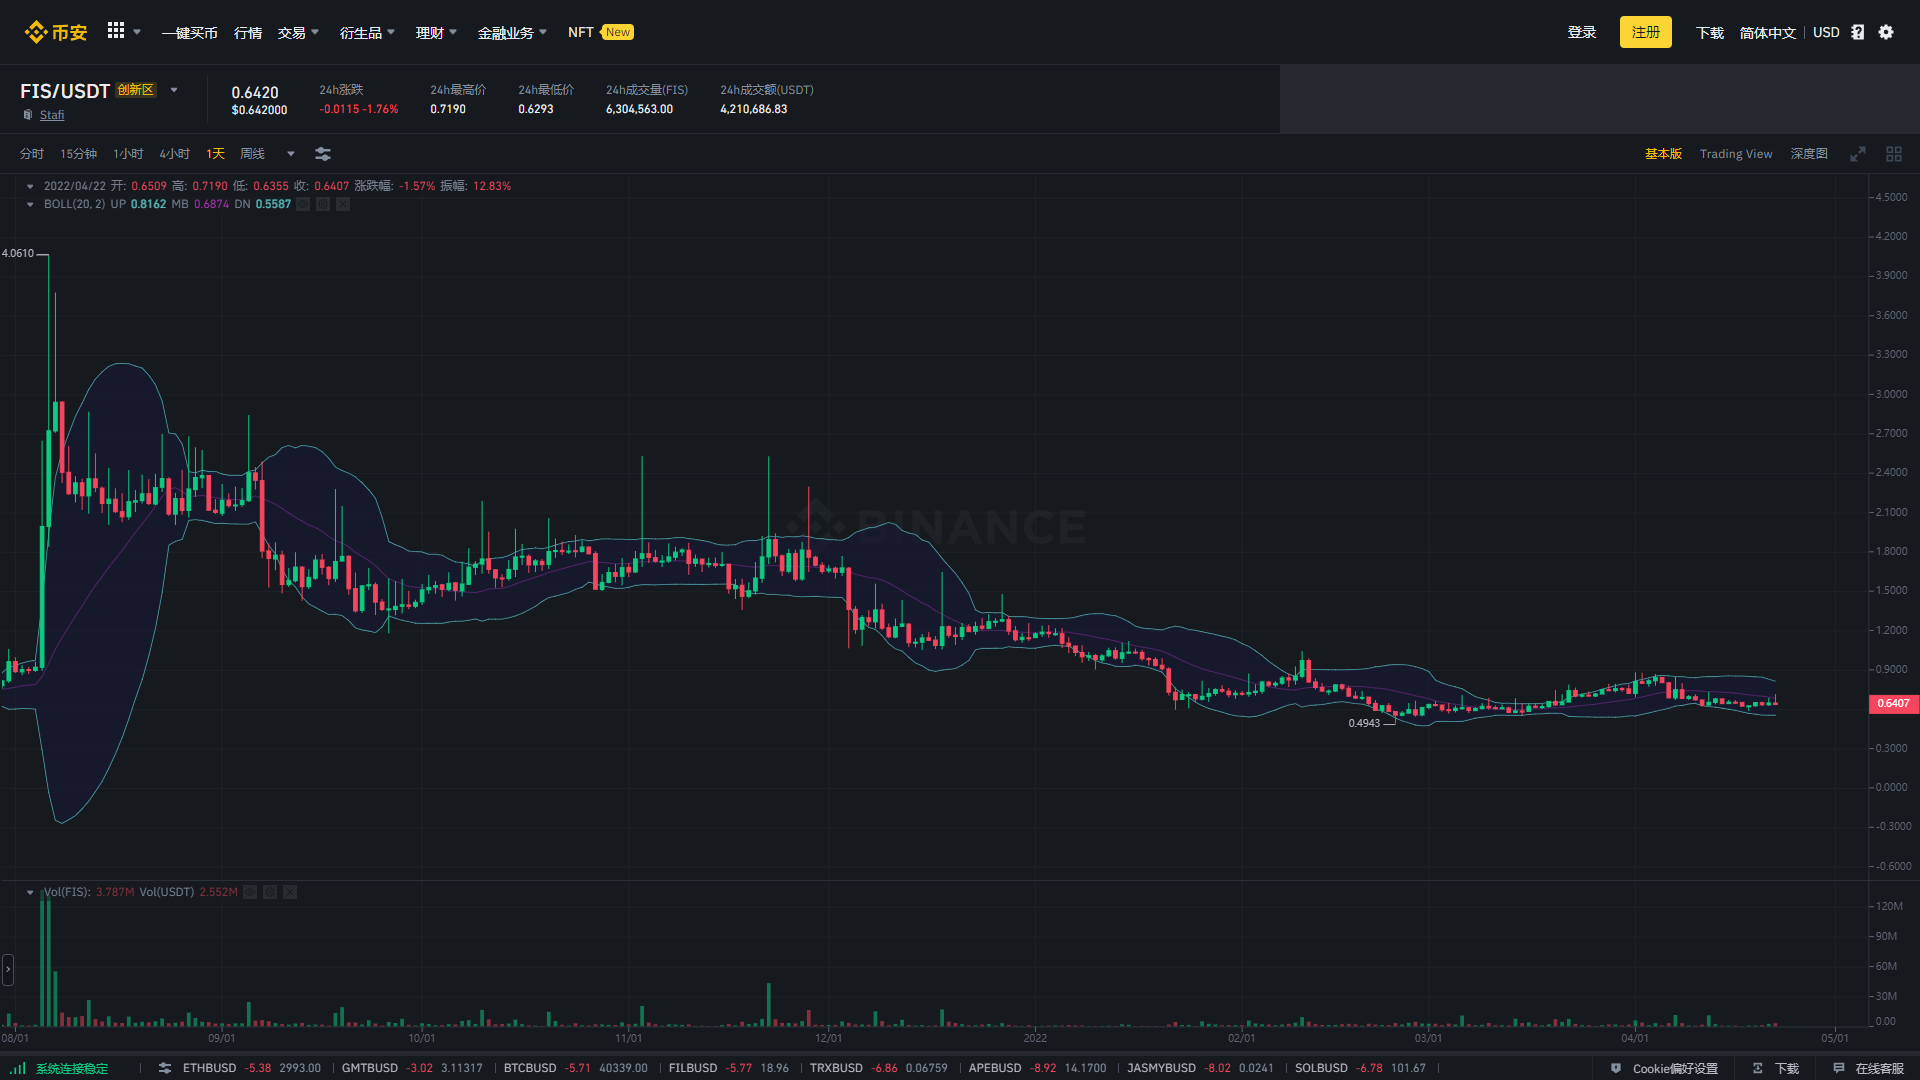 币安 一键买币 行情 交易 衍生品 理财 金融业务 NFT New 登录 注册 下载 简体中文 USD
FIS/USDT 创新区
Stafi
0.6420
$0.642000
24h涨跌
-0.0115 -1.76%
24h最高价
0.7190
24h最低价
0.6293
24h成交量(FIS)
6,304,563.00
24h成交额(USDT)
4,210,686.83
分时 15分钟 1小时 4小时 1天 周线 基本版 Trading View 深度图
2022/04/22 开: 0.6509 高: 0.7190 低: 0.6355 收: 0.6407 涨跌幅: -1.57% 振幅: 12.83%
BOLL(20, 2) UP 0.8162 MB 0.6874 DN 0.5587
4.5000
4.2000
4.0610
3.9000
3.6000
3.3000
3.0000
2.7000
2.4000
2.1000
BINANCE
1.8000
1.5000
1.2000
0.9000
0.6407
0.4943
0.3000
0.0000
-0.3000
-0.6000
Vol(FIS): 3.787M Vol(USDT) 2.552M
120M
90M
60M
30M
0.00
08/01 09/01 10/01 11/01 12/01 2022 02/01 03/01 04/01 05/01
系统连接稳定 ETHBUSD -5.38 2993.00 GMTBUSD -3.02 3.11317 BTCBUSD -5.71 40339.00 FILBUSD -5.77 18.96 TRXBUSD -6.86 0.06759 APEBUSD -8.92 14.1700 JASMYBUSD -8.02 0.0241 SOLBUSD -6.78 101.67 Cookie偏好设置 下载 在线客服